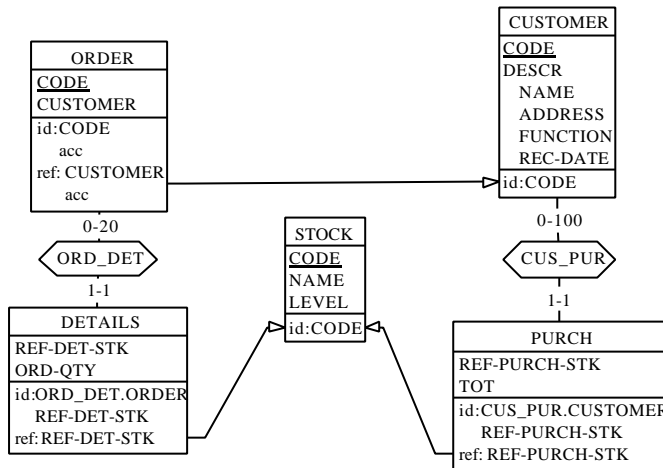 ORDER
CODE
CUSTOMER
id:CODE
acc
ref: CUSTOMER
acc
CUSTOMER
CODE
DESCR
NAME
ADDRESS
FUNCTION
REC-DATE
id:CODE
0-20
ORD_DET
1-1
STOCK
CODE
NAME
LEVEL
id:CODE
0-100
CUS_PUR
1-1
DETAILS
REF-DET-STK
ORD-QTY
id:ORD_DET.ORDER
REF-DET-STK
ref:REF-DET-STK
PURCH
REF-PURCH-STK
TOT
id:CUS_PUR.CUSTOMER
REF-PURCH-STK
ref: REF-PURCH-STK